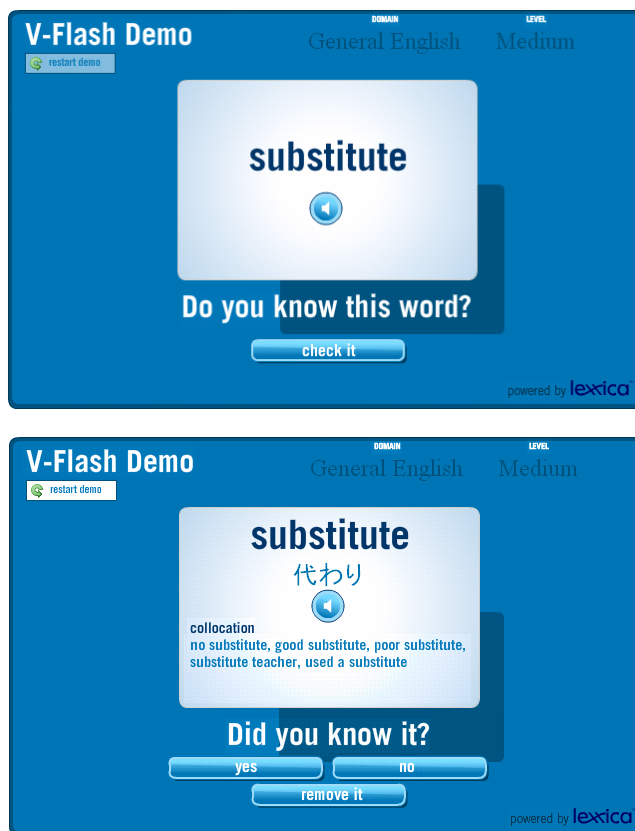 V-Flash Demo
DOMAIN
LEVEL
General English
Medium
restart demo
substitute
Do you know this word?
check it
powered by lexxica
V-Flash Demo
DOMAIN
LEVEL
General English
Medium
restart demo
substitute
代わり
collocation
no substitute, good substitute, poor substitute,
substitute teacher, used a substitute
Did you know it?
yes
no
remove it
powered by lexxica